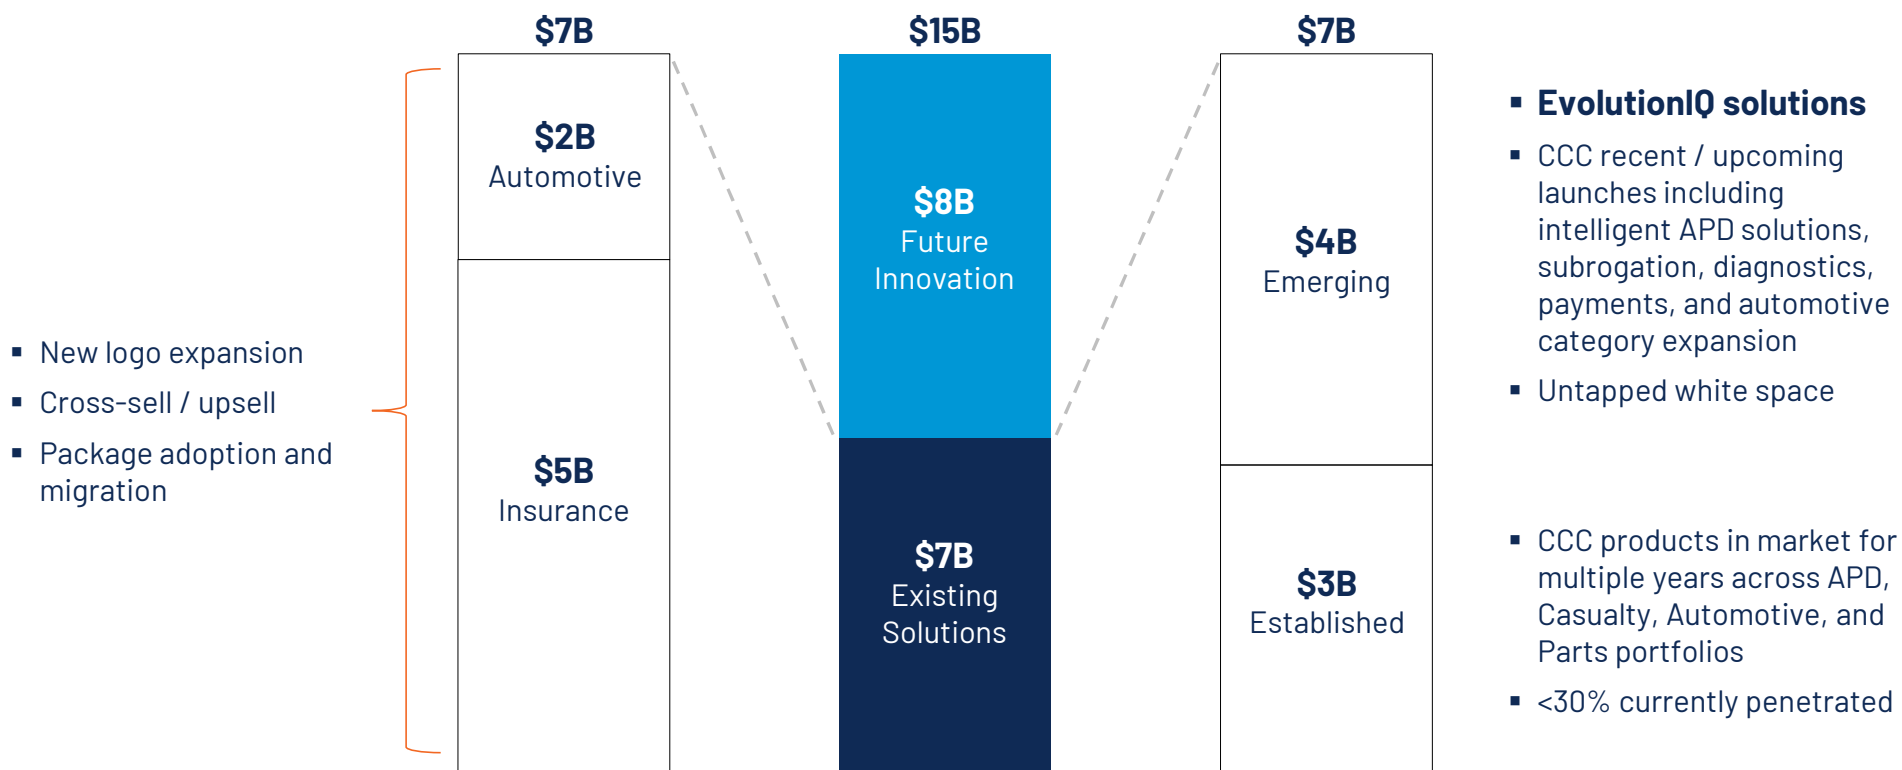 ▪ New logo expansion
▪ Cross-sell / upsell
▪ Package adoption and
migration
$7B
$2B
Automotive
$5B
Insurance
$15B
$8B
Future
Innovation
$7B
Existing
Solutions
$7B
$4B
Emerging
$3B
Established
▪ EvolutionIQ solutions
▪ CCC recent / upcoming
launches including
intelligent APD solutions,
subrogation, diagnostics,
payments, and automotive
category expansion
▪ Untapped white space
▪ CCC products in market for
multiple years across APD,
Casualty, Automotive, and
Parts portfolios
▪ <30% currently penetrated